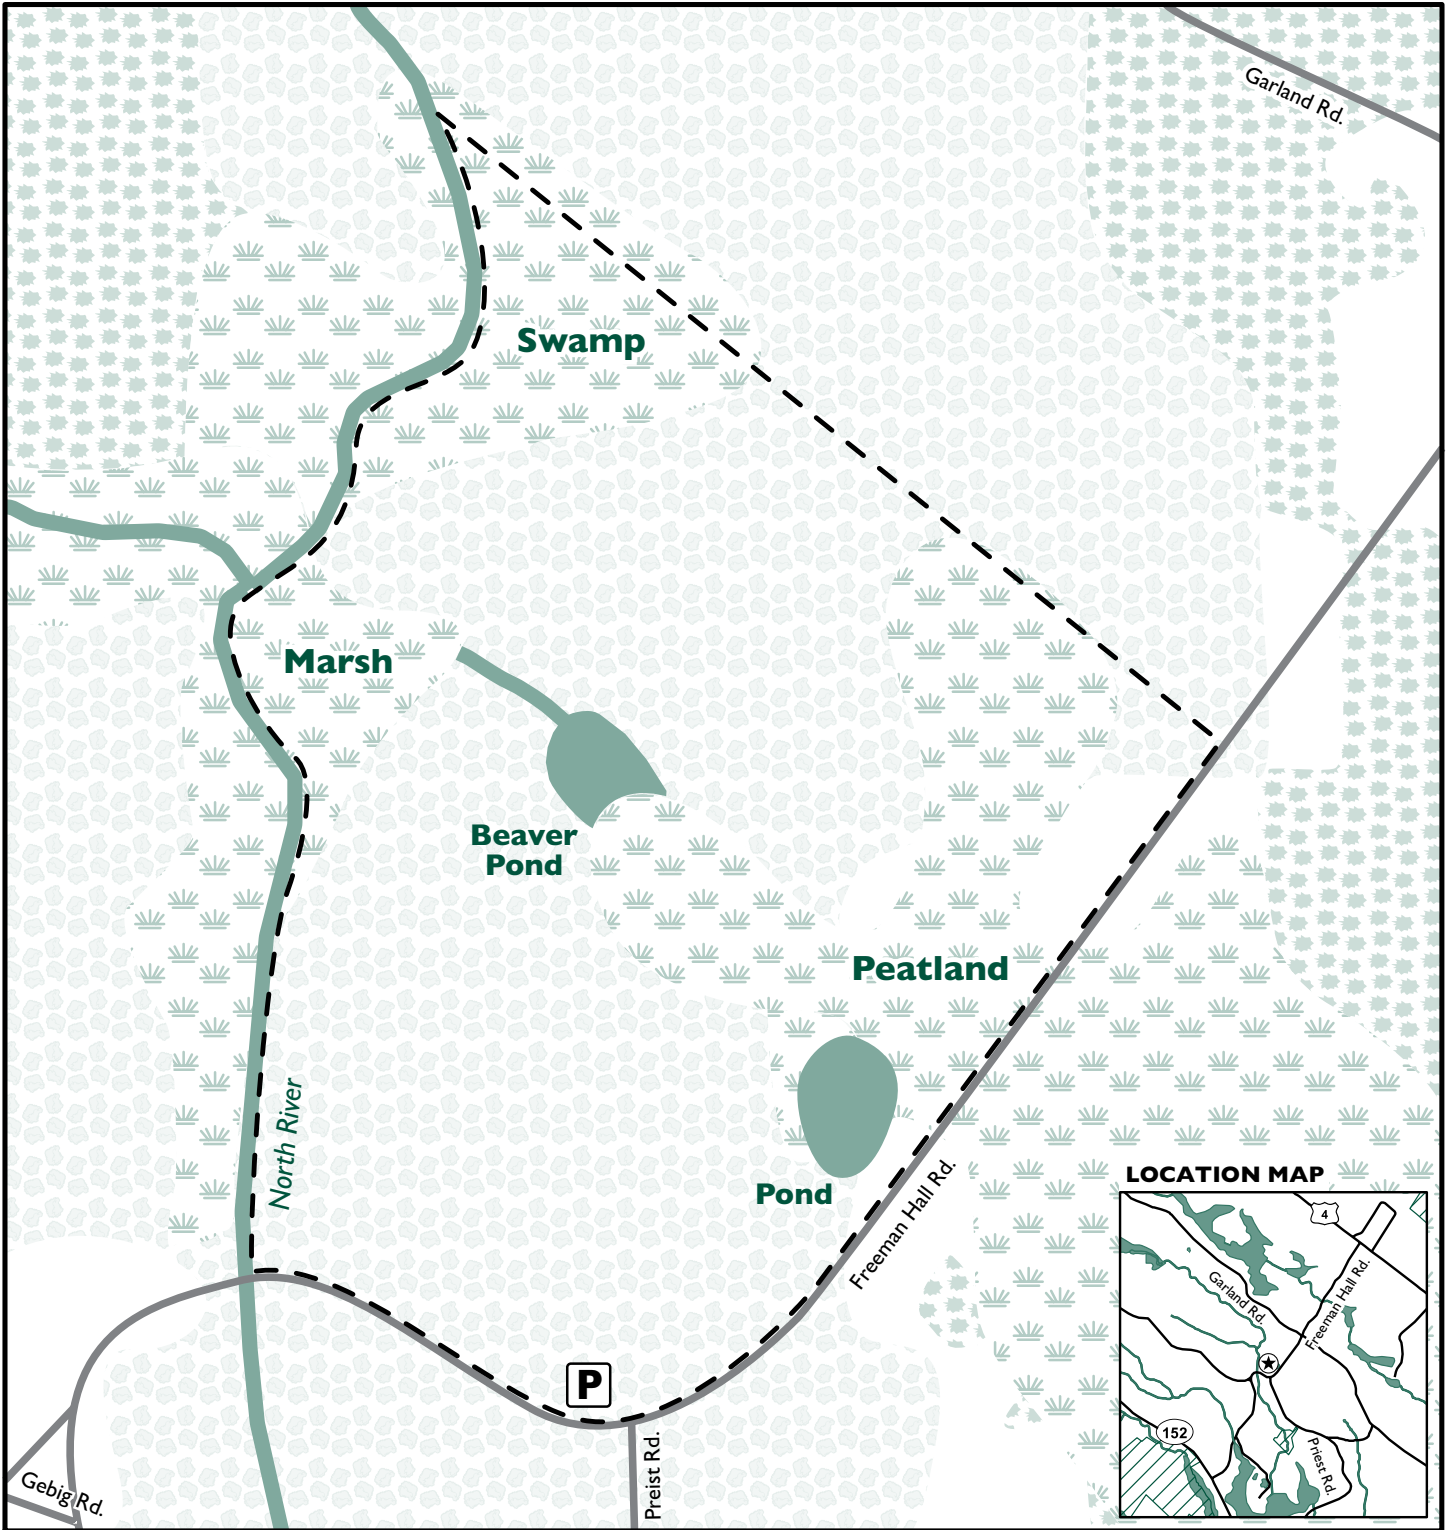 Garland Rd.
Swamp
Marsh
Beaver
Pond
Peatland
North River
Pond
Freeman Hall Rd.
P
Preist Rd.
Gebig Rd.
LOCATION MAP
4
Garland Rd.
Freeman Hall Rd.
152
Priest Rd.